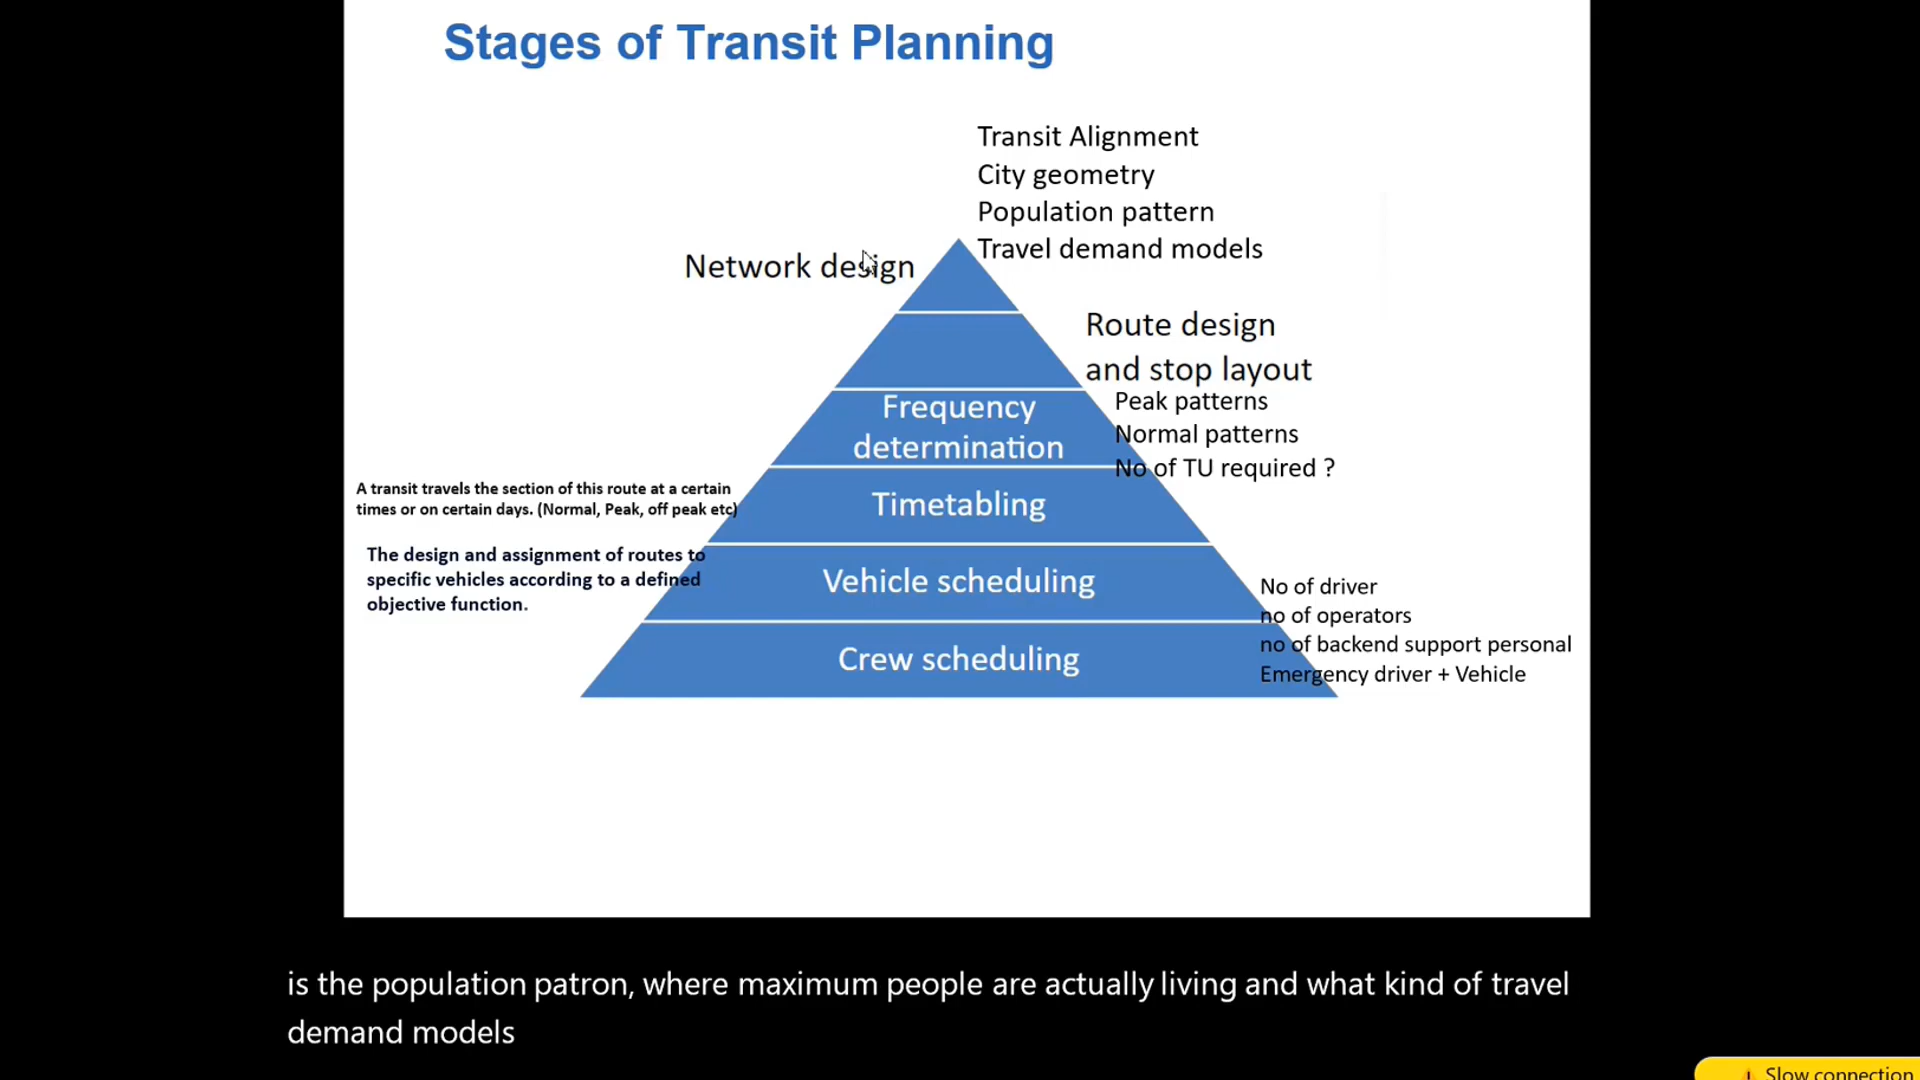 Stages of Transit Planning
Transit Alignment
City geometry
Population pattern
Travel demand models
Network design
Route design
and stop layout
Frequency
determination
Peak patterns
Normal patterns
No of TU required ?
A transit travels the section of this route at a certain
times or on certain days. (Normal, Peak, off peak etc)
Timetabling
The design and assignment of routes to
specific vehicles according to a defined
objective function.
Vehicle scheduling
No of driver
no of operators
no of backend support personal
Emergency driver + Vehicle
Crew scheduling
is the population patron, where maximum people are actually living and what kind of travel
demand models
Slow connection